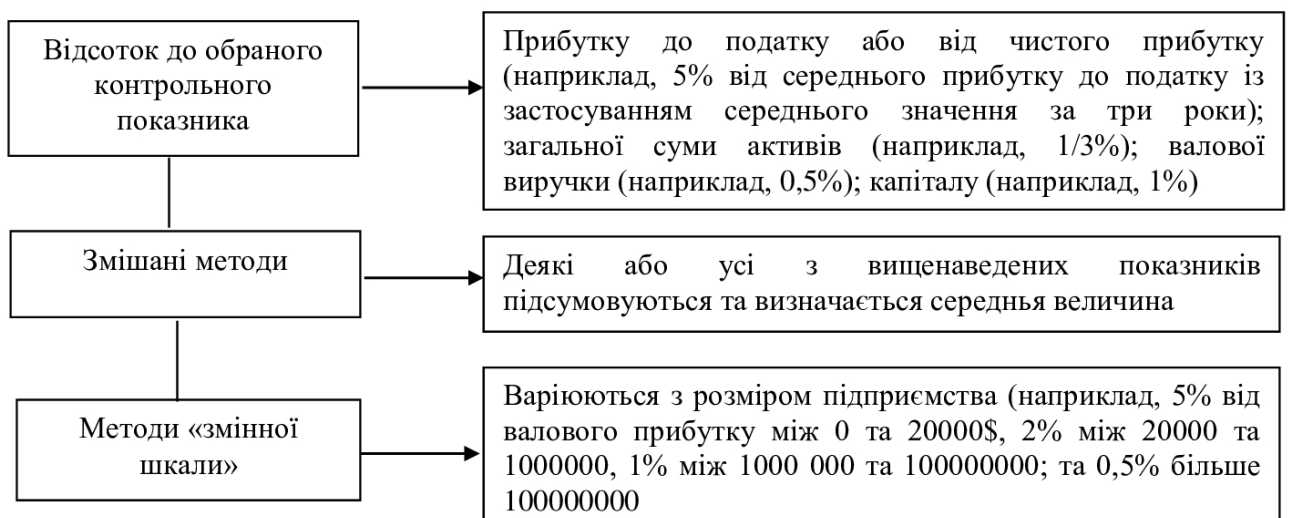 Відсоток до обраного
контрольного
показника
Прибутку до податку або від чистого прибутку
(наприклад, 5% від середнього прибутку до податку із
застосуванням середнього значення за три роки);
загальної суми активів (наприклад, 1/3%); валової
виручки (наприклад, 0,5%); капіталу (наприклад, 1%)
Змішані методи
Деякі або усі з вищенаведених показників
підсумовуються та визначається середня величина
Методи «змінної
шкали»
Варіюються з розміром підприємства (наприклад, 5% від
валового прибутку між 0 та 20000$, 2% між 20000 та
1000000, 1% між 1000 000 та 100000000; та 0,5% більше
100000000